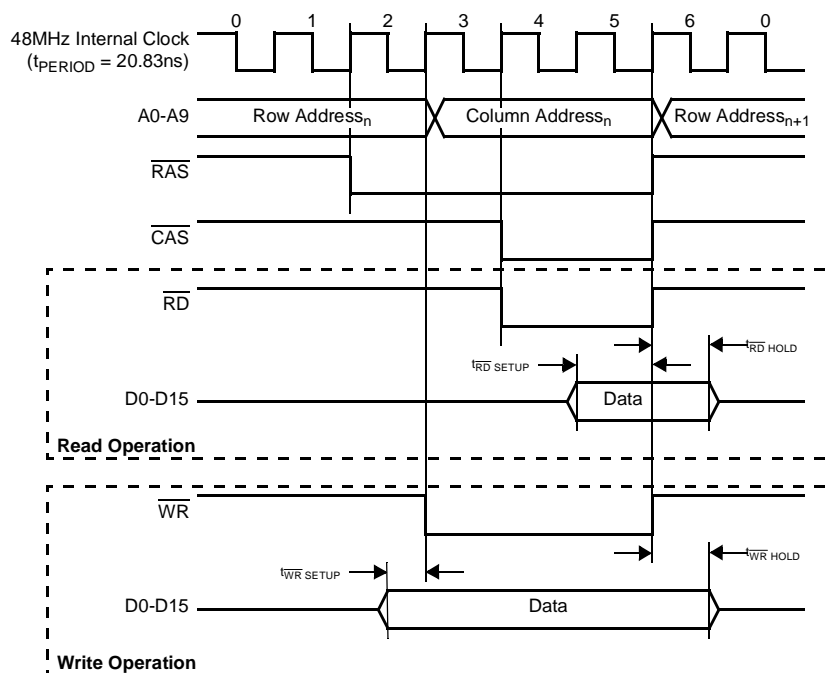 0 1 2 3 4 5 6 0
48MHz Internal Clock
(tPERIOD = 20.83ns)
A0-A9 Row Addressn Column Addressn Row Addressn+1
RAS
CAS
RD
tRD SETUP tRD HOLD
D0-D15 Data
Read Operation
WR
tWR SETUP tWR HOLD
D0-D15 Data
Write Operation